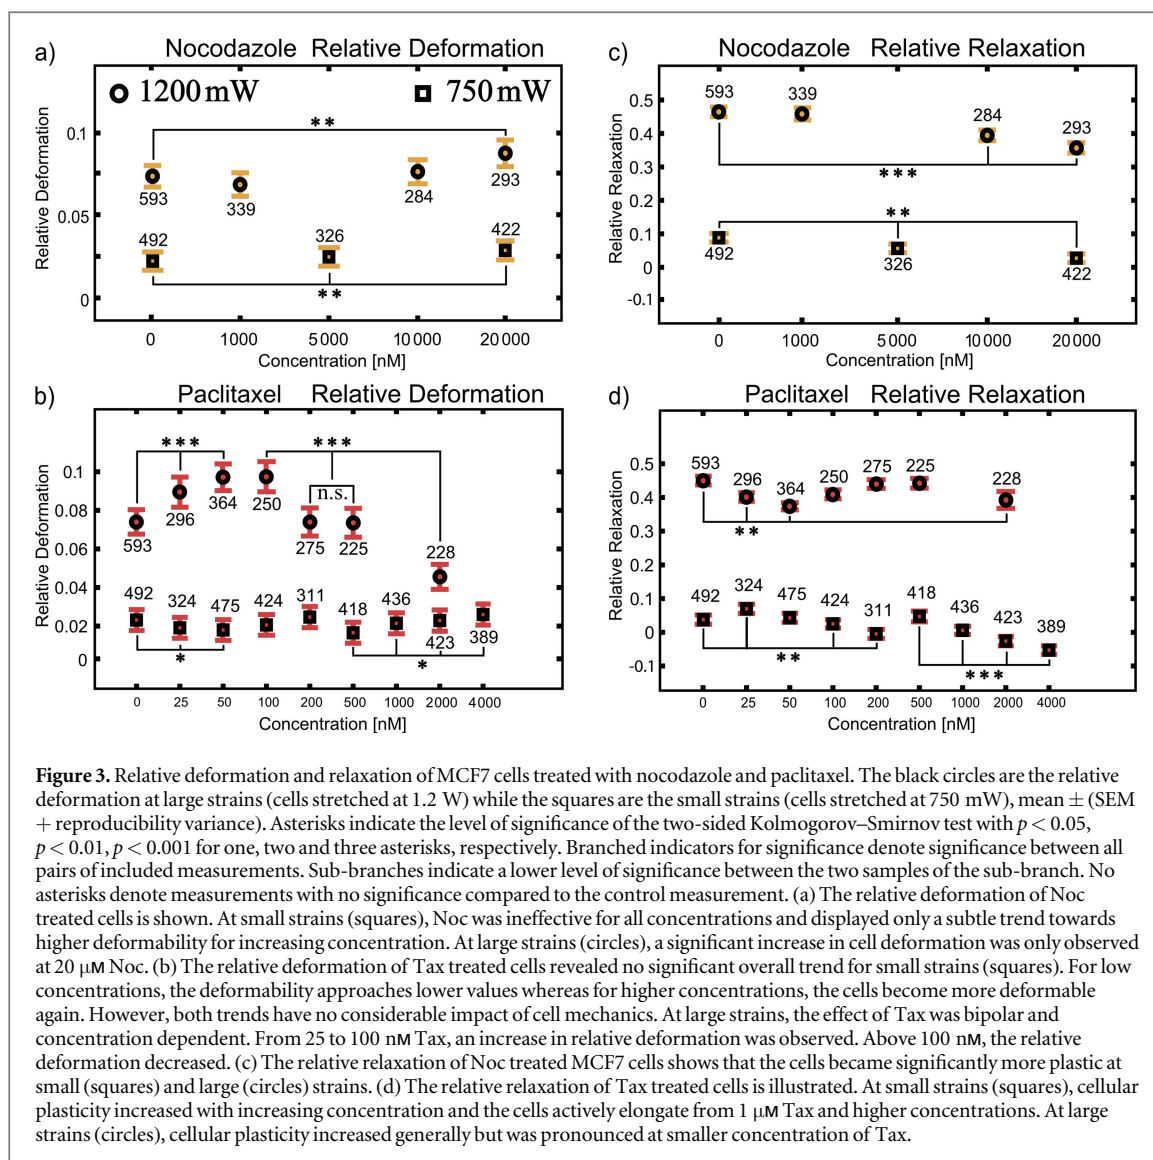 a) Nocodazole Relative Deformation
1200 mW 750 mW
**
0.1
0.05
0
Relative Deformation
593 339 284 293
492 326 422
**
0 1000 5000 10000 20000
Concentration [nM]
c) Nocodazole Relative Relaxation
593 339 284 293
0.5
0.4
0.3
0.2
0.1
0
-0.1
Relative Relaxation
***
**
492 326 422
0 1000 5000 10000 20000
Concentration [nM]
b) Paclitaxel Relative Deformation
*** ***
n.s.
0.1
0.08
0.06
0.04
0.02
0
Relative Deformation
593 296 364 250 275 225 228
492 324 475 424 311 418 436 423 389
* *
0 25 50 100 200 500 1000 2000 4000
Concentration [nM]
d) Paclitaxel Relative Relaxation
0.5
0.4
0.3
0.2
0.1
0
-0.1
Relative Relaxation
593 296 364 250 275 225 228
**
492 324 475 424 311 418 436 423 389
** ***
0 25 50 100 200 500 1000 2000 4000
Concentration [nM]
Figure 3. Relative deformation and relaxation of MCF7 cells treated with nocodazole and paclitaxel. The black circles are the relative
deformation at large strains (cells stretched at 1.2 W) while the squares are the small strains (cells stretched at 750 mW), mean ± (SEM
+ reproducibility variance). Asterisks indicate the level of significance of the two-sided Kolmogorov–Smirnov test with p < 0.05,
p < 0.01, p < 0.001 for one, two and three asterisks, respectively. Branched indicators for significance denote significance between all
pairs of included measurements. Sub-branches indicate a lower level of significance between the two samples of the sub-branch. No
asterisks denote measurements with no significance compared to the control measurement. (a) The relative deformation of Noc
treated cells is shown. At small strains (squares), Noc was ineffective for all concentrations and displayed only a subtle trend towards
higher deformability for increasing concentration. At large strains (circles), a significant increase in cell deformation was only observed
at 20 μM Noc. (b) The relative deformation of Tax treated cells revealed no significant overall trend for small strains (squares). For low
concentrations, the deformability approaches lower values whereas for higher concentrations, the cells become more deformable
again. However, both trends have no considerable impact of cell mechanics. At large strains, the effect of Tax was bipolar and
concentration dependent. From 25 to 100 nM Tax, an increase in relative deformation was observed. Above 100 nM, the relative
deformation decreased. (c) The relative relaxation of Noc treated MCF7 cells shows that the cells became significantly more plastic at
small (squares) and large (circles) strains. (d) The relative relaxation of Tax treated cells is illustrated. At small strains (squares), cellular
plasticity increased with increasing concentration and the cells actively elongate from 1 μM Tax and higher concentrations. At large
strains (circles), cellular plasticity increased generally but was pronounced at smaller concentration of Tax.